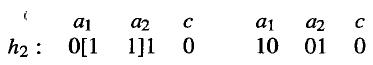 a₁ a₂ c a₁ a₂ c
h₂ : 0[1 1]1 0 10 01 0